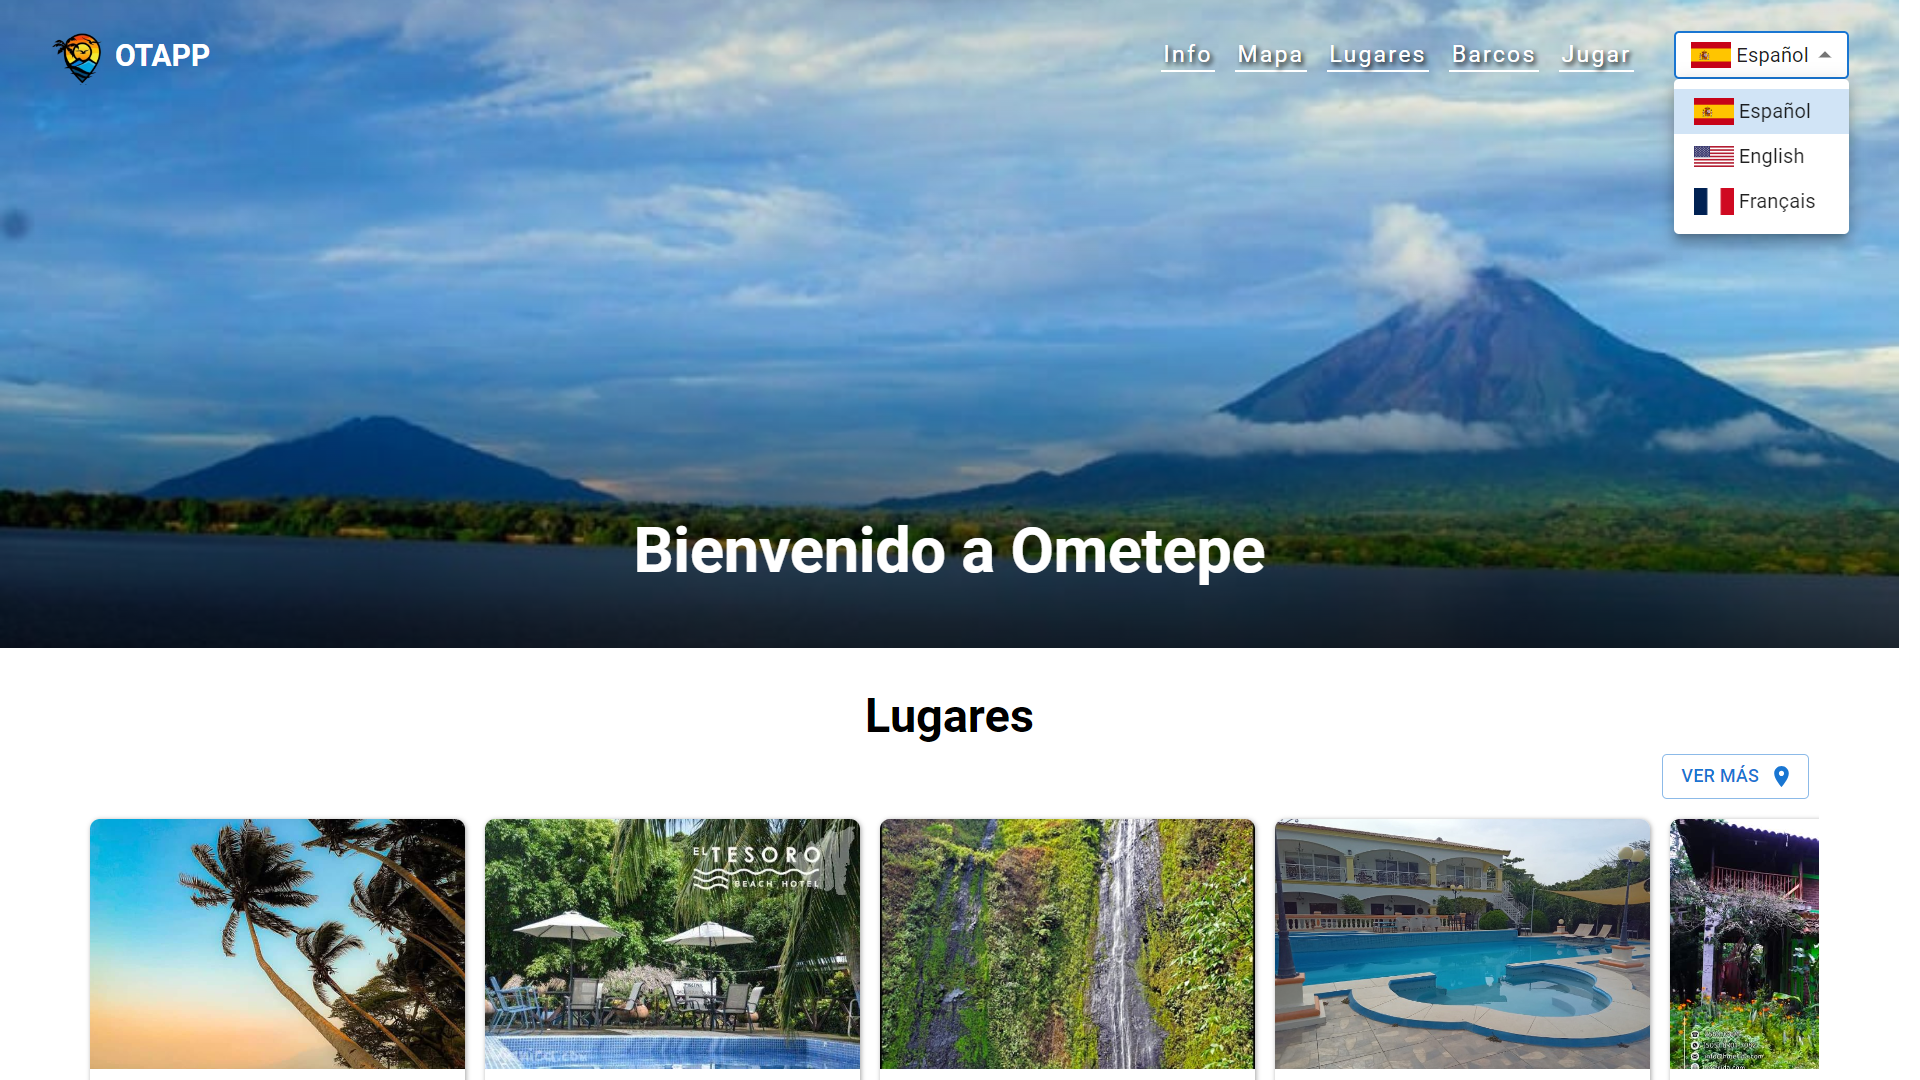 OTAPP
Info Mapa Lugares Barcos Jugar
Español
Español
English
Français
Bienvenido a Ometepe
Lugares
VER MÁS
EL TESORO
BEACH HOTEL